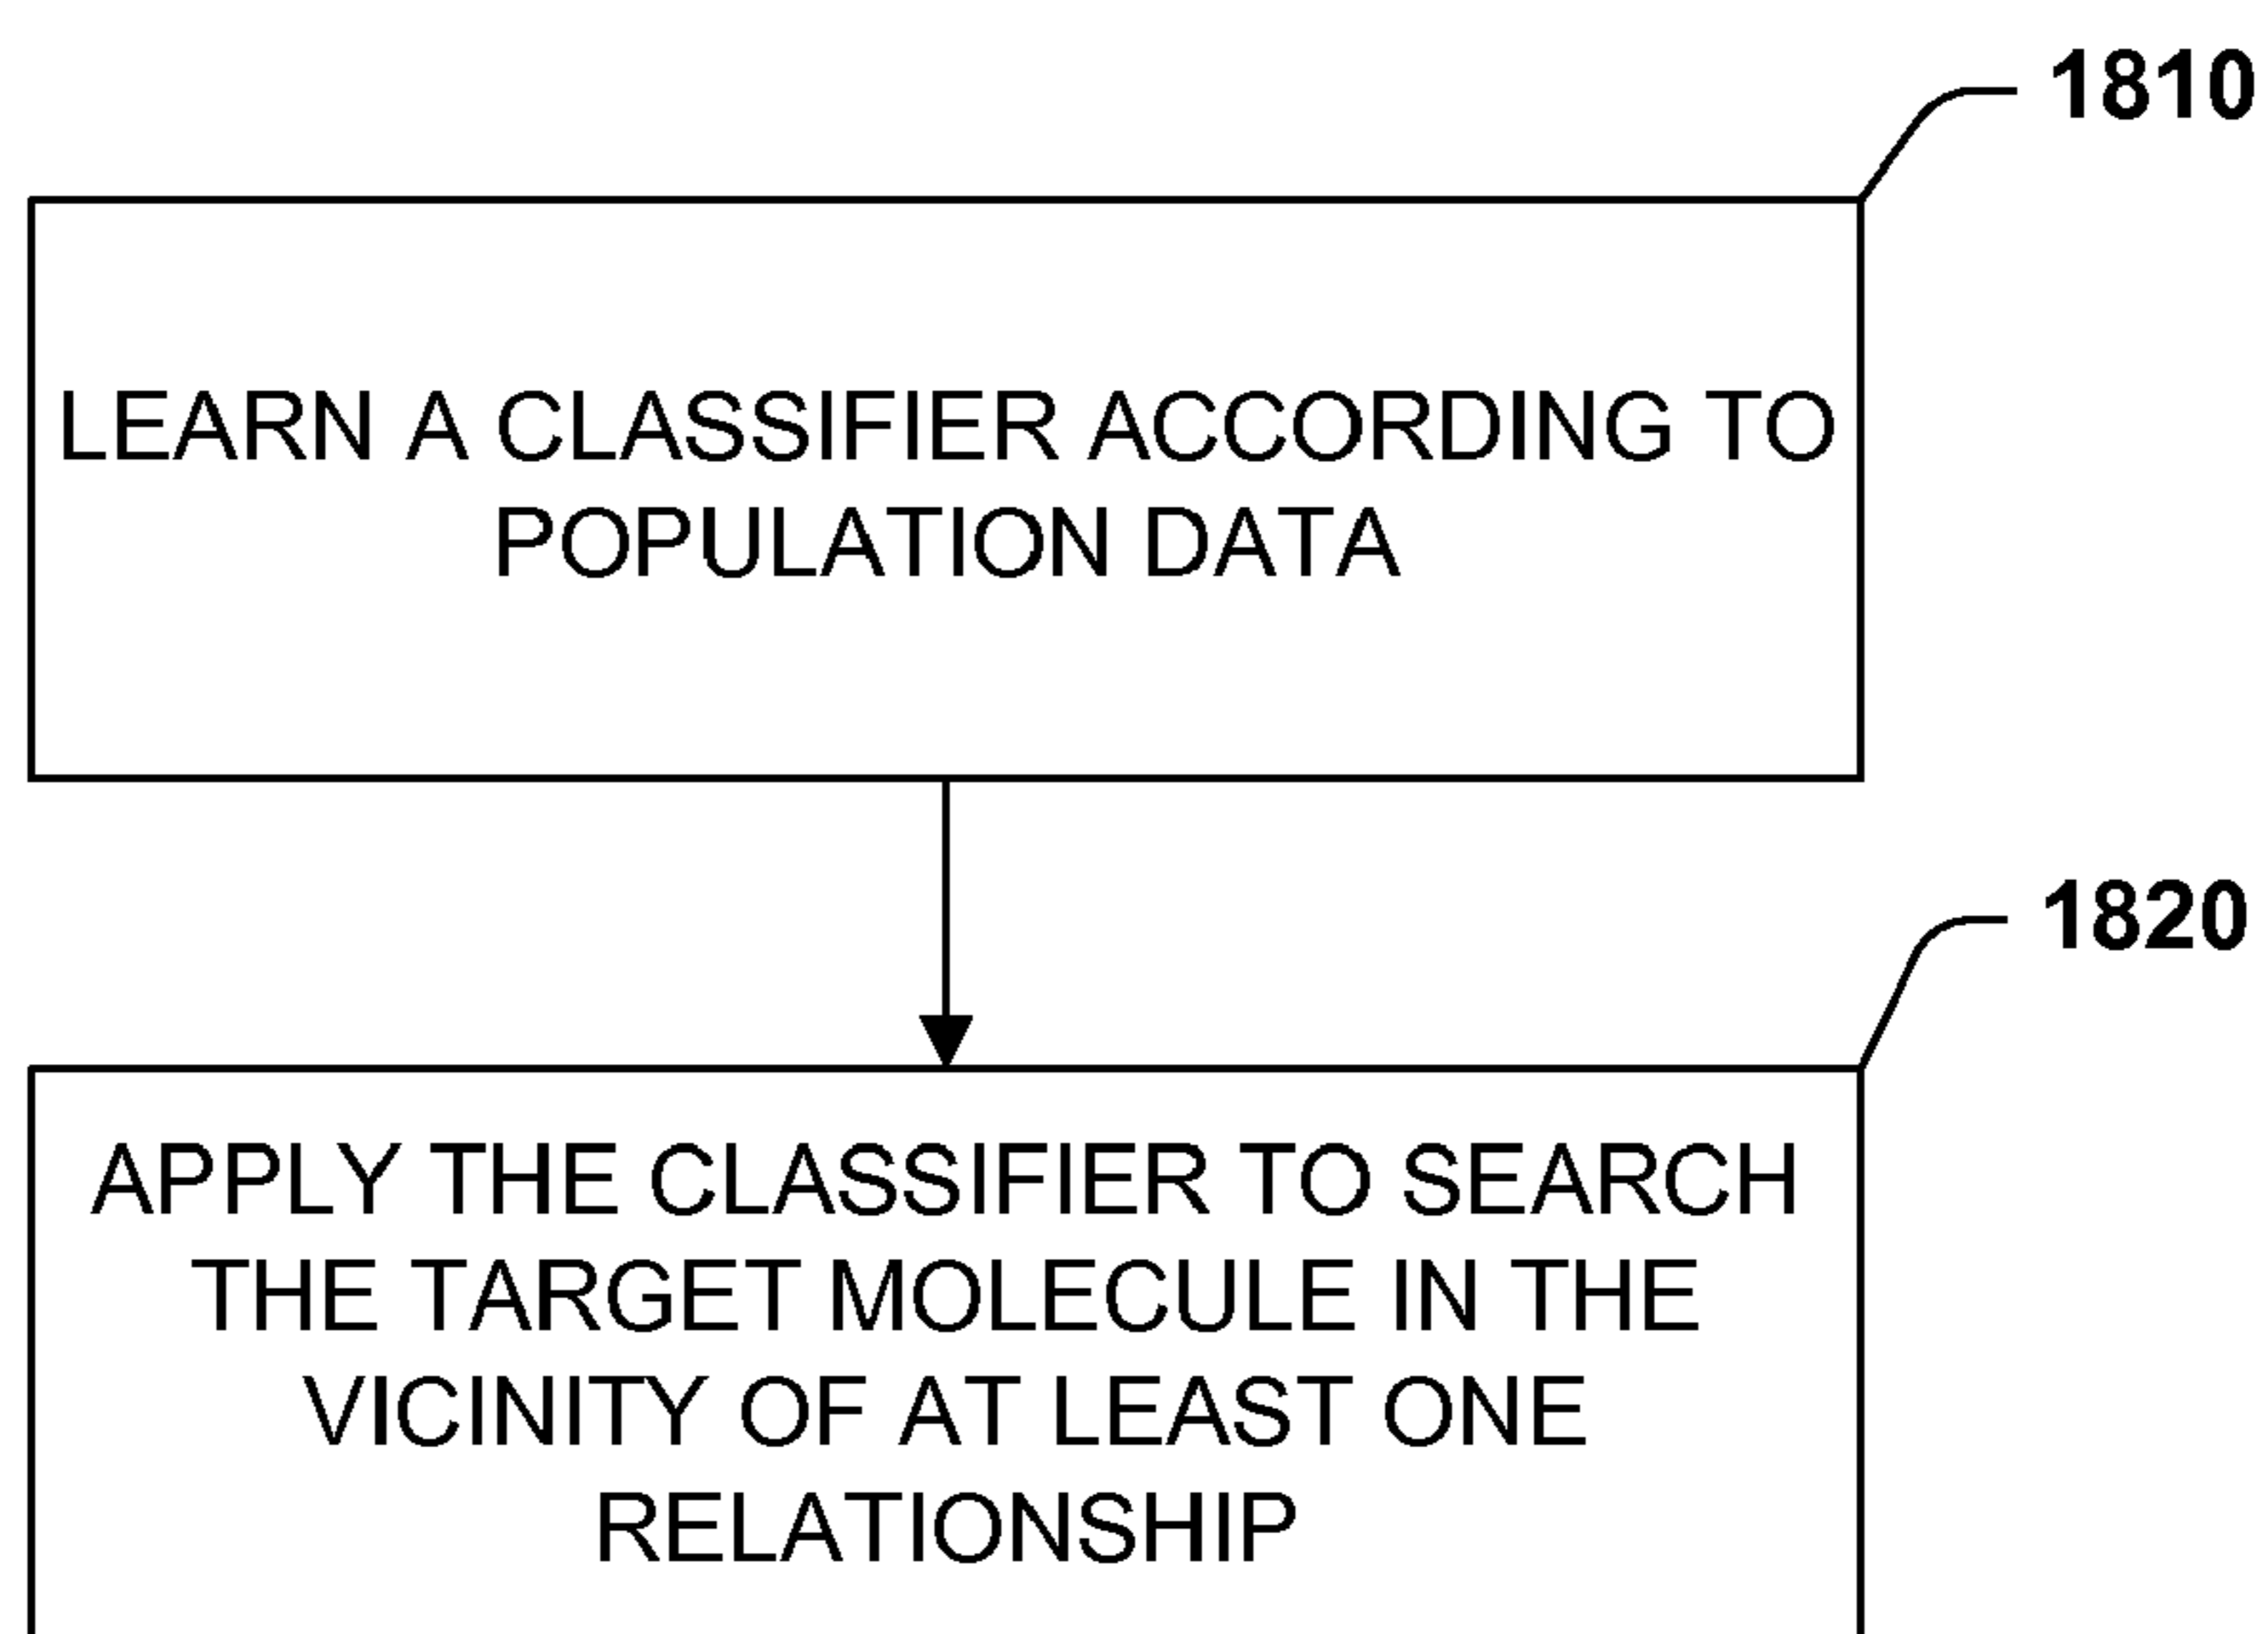 1810
LEARN A CLASSIFIER ACCORDING TO
POPULATION DATA
1820
APPLY THE CLASSIFIER TO SEARCH
THE TARGET MOLECULE IN THE
VICINITY OF AT LEAST ONE
RELATIONSHIP